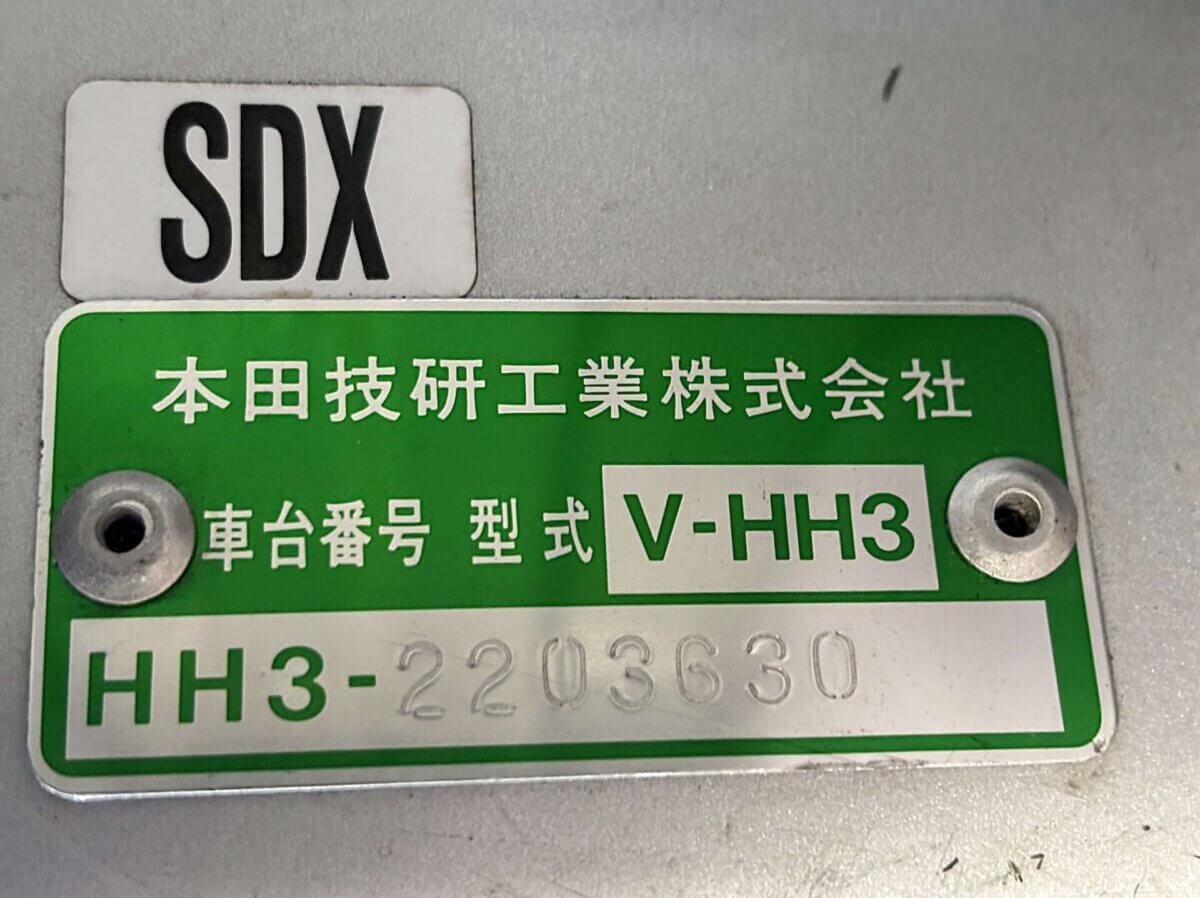 SDX
本田技研工業株式会社
車台番号 型式 V-HH3
HH3-2203630